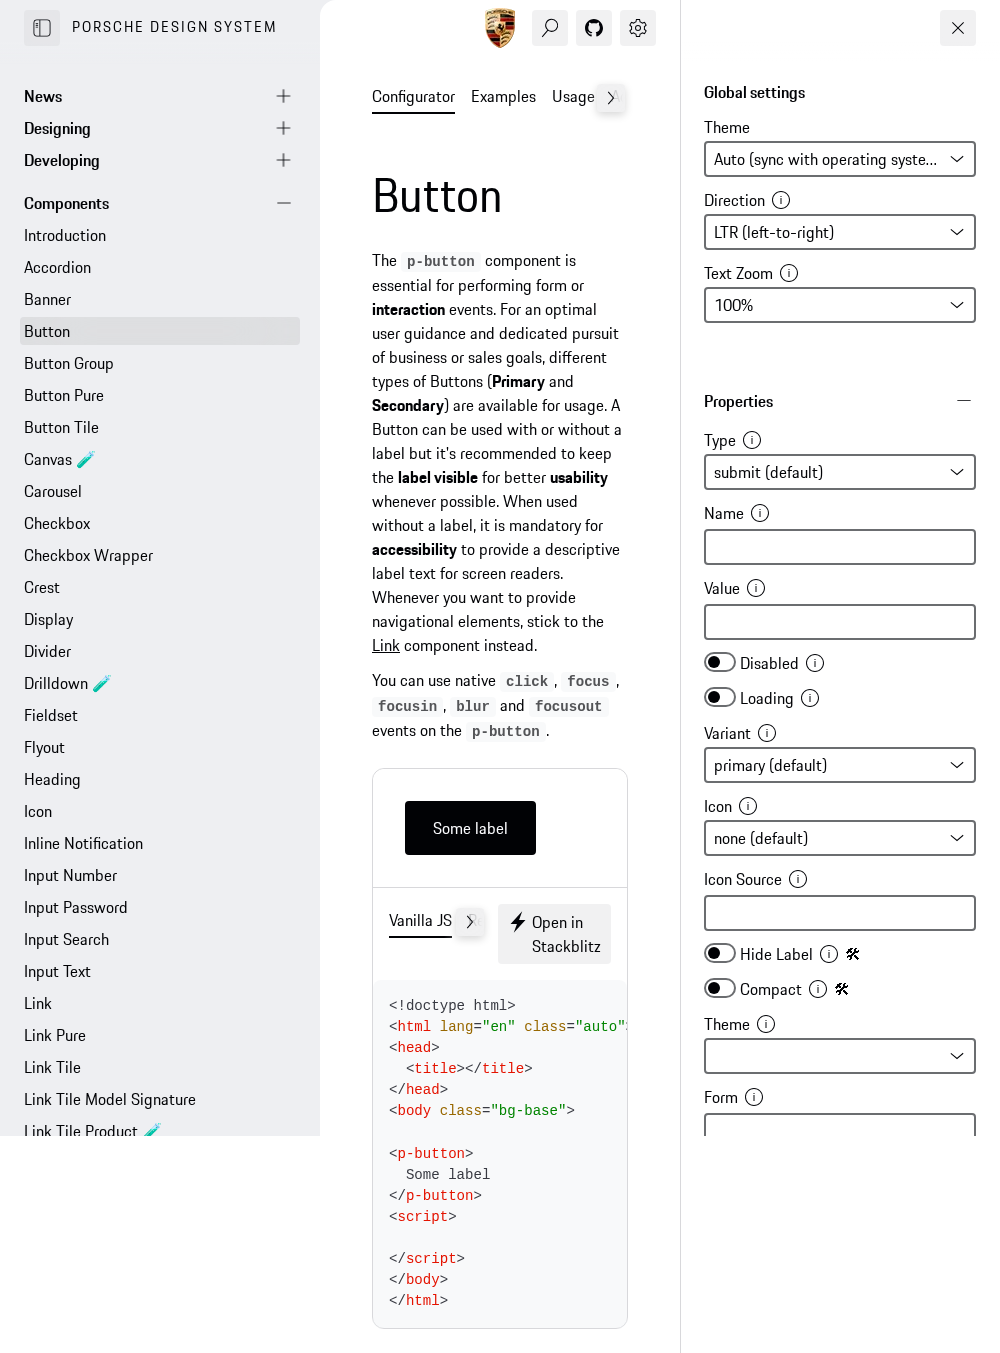 PORSCHE DESIGN SYSTEM
News
Designing
Developing
Components
Introduction
Accordion
Banner
Button
Button Group
Button Pure
Button Tile
Canvas 🧪
Carousel
Checkbox
Checkbox Wrapper
Crest
Display
Divider
Drilldown 🧪
Fieldset
Flyout
Heading
Icon
Inline Notification
Input Number
Input Password
Input Search
Input Text
Link
Link Pure
Link Tile
Link Tile Model Signature
Link Tile Product 🧪
Configurator Examples Usage
Button
The p-button component is
essential for performing form or
interaction events. For an optimal
user guidance and dedicated pursuit
of business or sales goals, different
types of Buttons (Primary and
Secondary) are available for usage. A
Button can be used with or without a
label but it's recommended to keep
the label visible for better usability
whenever possible. When used
without a label, it is mandatory for
accessibility to provide a descriptive
label text for screen readers.
Whenever you want to provide
navigational elements, stick to the
Link component instead.
You can use native click, focus,
focusin, blur and focusout
events on the p-button.
Some label
Vanilla JS
Open in
Stackblitz
<!doctype html>
<html lang="en" class="auto">
<head>
  <title></title>
</head>
<body class="bg-base">
<p-button>
  Some label
</p-button>
<script>
</script>
</body>
</html>
Global settings
Theme
Auto (sync with operating syste...
Direction
LTR (left-to-right)
Text Zoom
100%
Properties
Type
submit (default)
Name
Value
Disabled
Loading
Variant
primary (default)
Icon
none (default)
Icon Source
Hide Label 🛠
Compact 🛠
Theme
Form